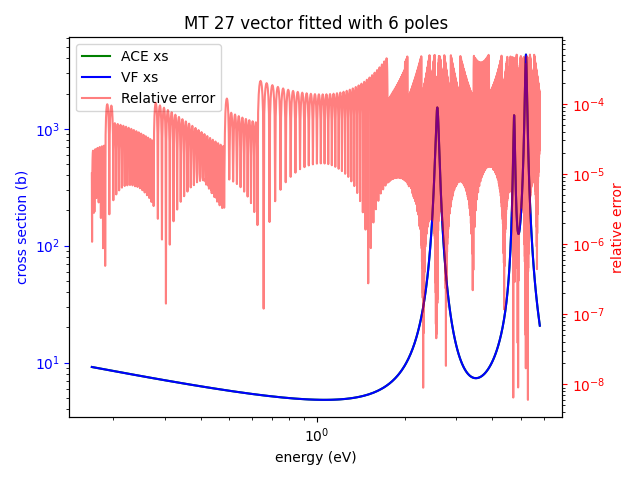 MT 27 vector fitted with 6 poles
ACE xs
VF xs
Relative error
cross section (b)
10³
10²
10¹
10⁻⁴
10⁻⁵
10⁻⁶
10⁻⁷
10⁻⁸
relative error
10⁰
energy (eV)